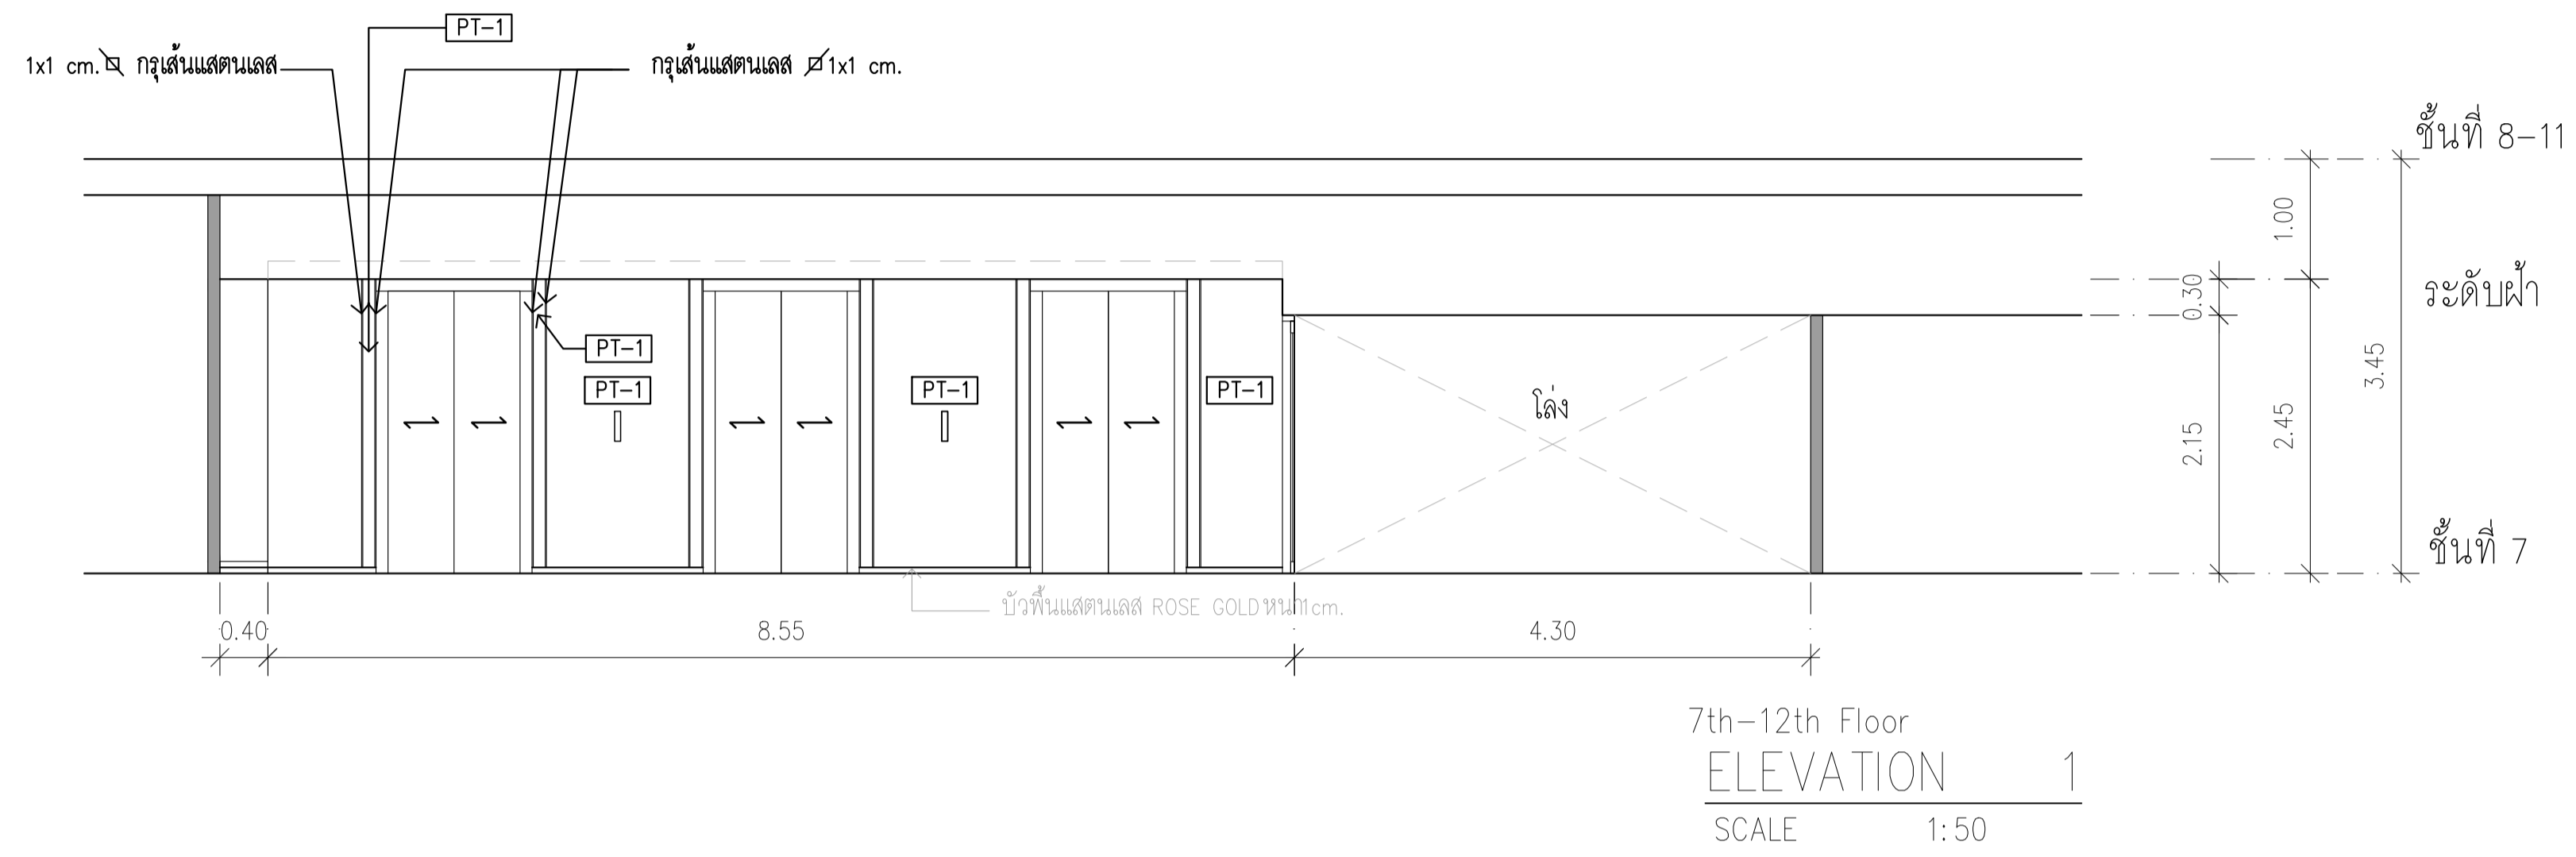 PT-1
1x1 cm. กรุเส้นแสตนเลส
กรุเส้นแสตนเลส 1x1 cm.
ชั้นที่ 8-11
1.00
0.30
ระดับฝ้า
3.45
PT-1
PT-1
PT-1
PT-1
โล่ง
2.15
2.45
ชั้นที่ 7
บัวพื้นแสตนเลส ROSE GOLD หนา 1 cm.
0.40
8.55
4.30
7th-12th Floor
ELEVATION 1
SCALE 1:50